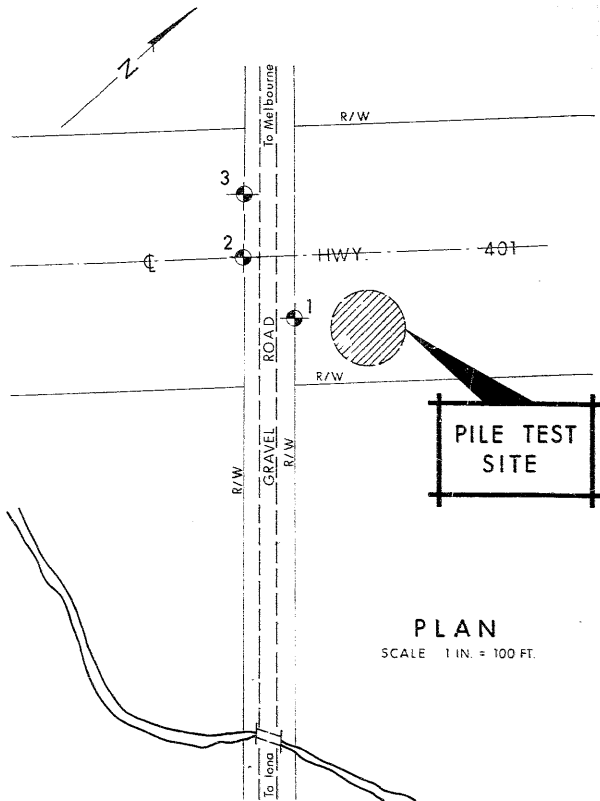 N
To Melbourne
R/W
3
2
℄
HWY. 401
1
ROAD
R/W
GRAVEL
R/W
R/W
PILE TEST
SITE
PLAN
SCALE 1 IN. = 100 FT.
To Iona